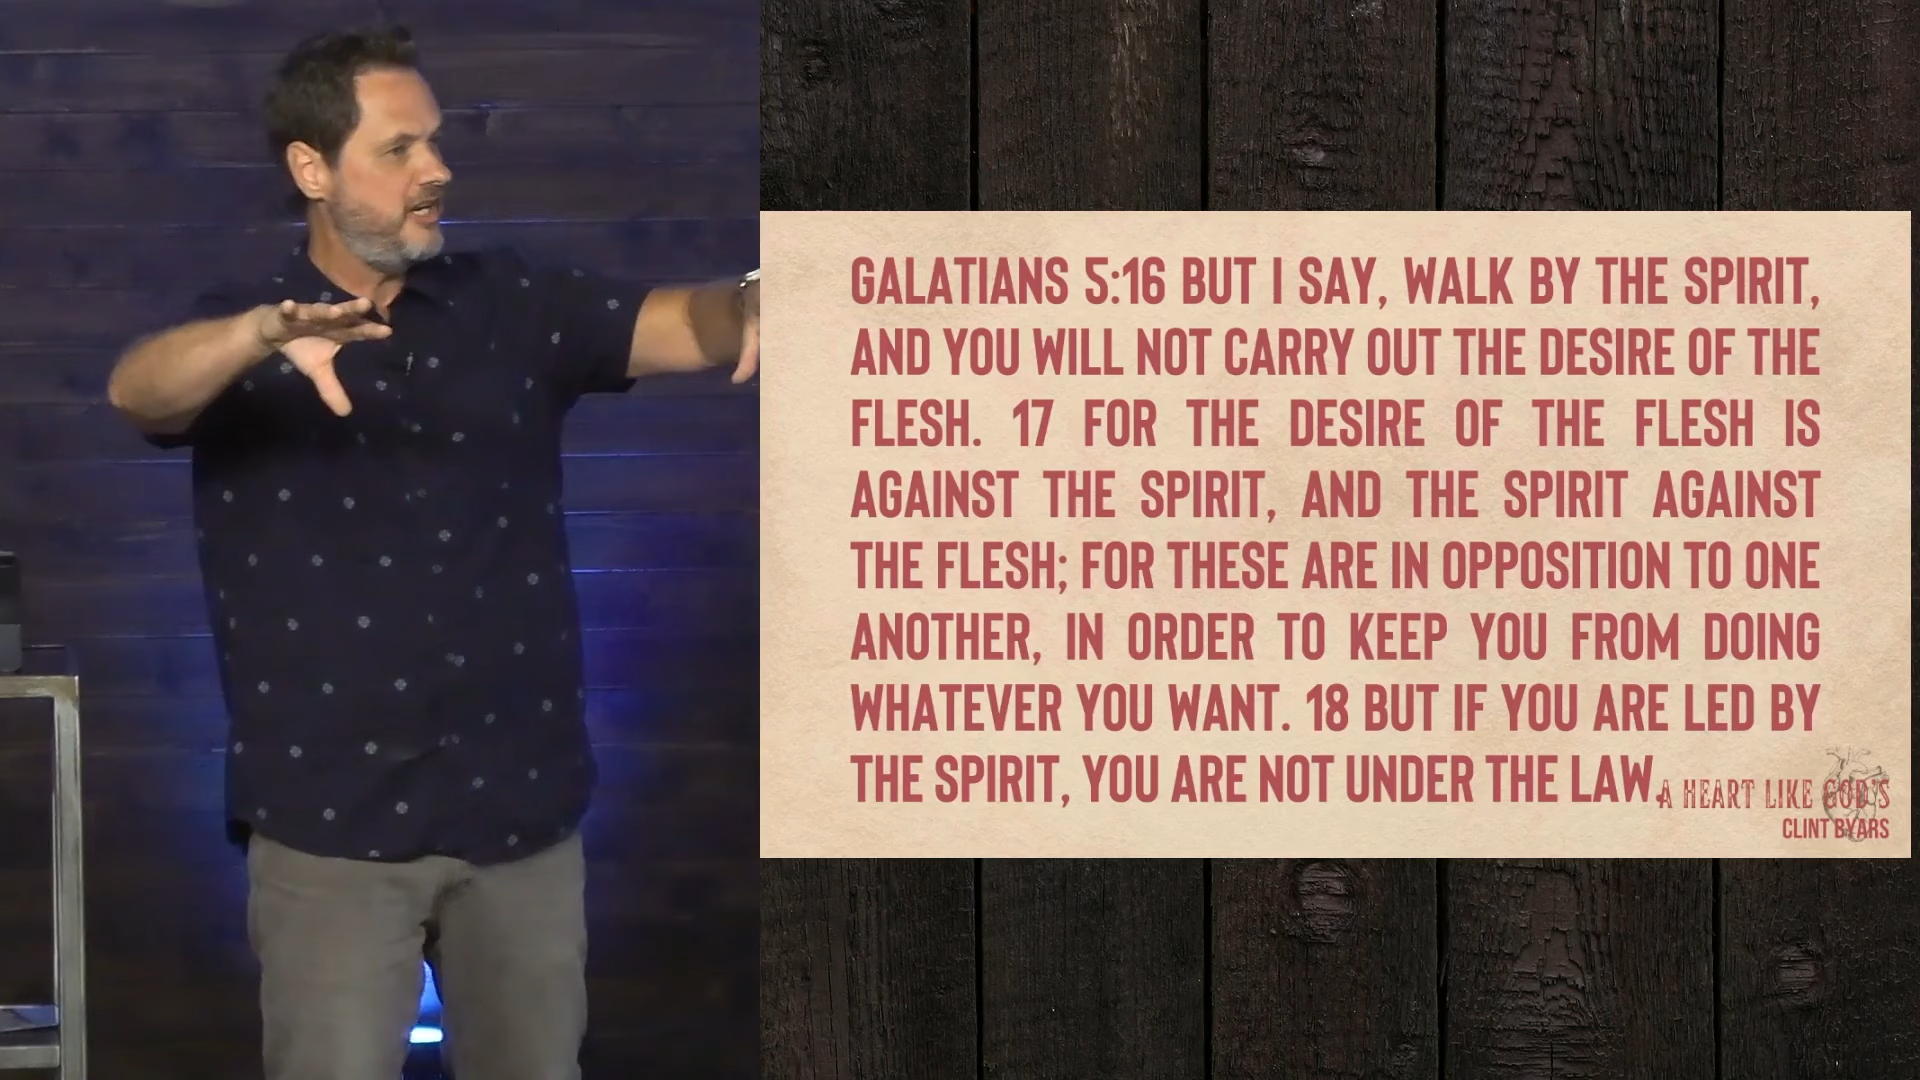 GALATIANS 5:16 BUT I SAY, WALK BY THE SPIRIT,
AND YOU WILL NOT CARRY OUT THE DESIRE OF THE
FLESH. 17 FOR THE DESIRE OF THE FLESH IS
AGAINST THE SPIRIT, AND THE SPIRIT AGAINST
THE FLESH; FOR THESE ARE IN OPPOSITION TO ONE
ANOTHER, IN ORDER TO KEEP YOU FROM DOING
WHATEVER YOU WANT. 18 BUT IF YOU ARE LED BY
THE SPIRIT, YOU ARE NOT UNDER THE LAW.
A HEART LIKE GOD'S
CLINT BYARS